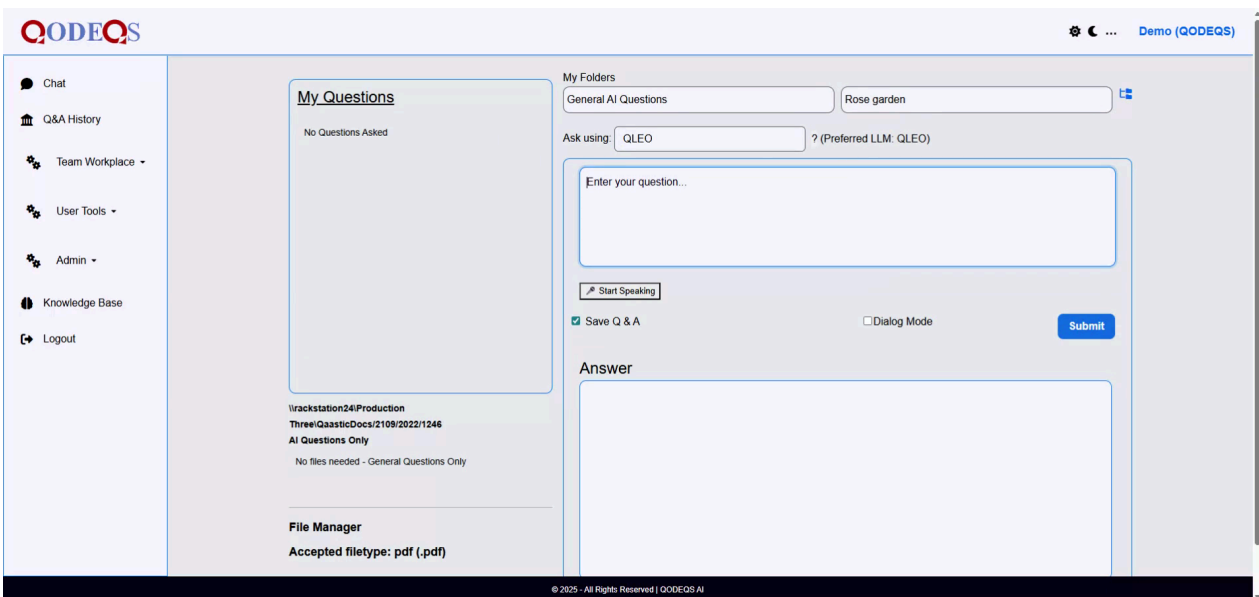 QODEQS
... Demo (QODEQS)
Chat
Q&A History
Team Workplace
User Tools
Admin
Knowledge Base
Logout
My Questions
No Questions Asked
\\rackstation24\Production
Three\QaasticDocs/2109/2022/1246
AI Questions Only
No files needed - General Questions Only
File Manager
Accepted filetype: pdf (.pdf)
My Folders
General AI Questions Rose garden
Ask using: QLEO ? (Preferred LLM: QLEO)
Enter your question...
Start Speaking
Save Q & A Dialog Mode Submit
Answer
© 2025 - All Rights Reserved | QODEQS AI